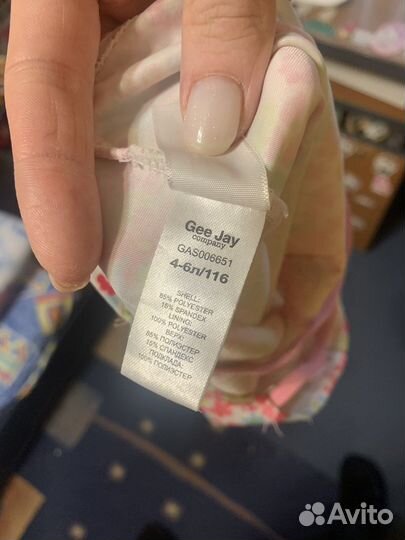 Gee Jay
company
GAS006651
4-6л/116
SHELL:
85% POLYESTER
15% SPANDEX
LINING:
100% POLYESTER
ВЕРХ:
85% ПОЛИЭСТЕР
15% СПАНДЕКС
ПОДКЛАДА:
100% ПОЛИЭСТЕР
Avito